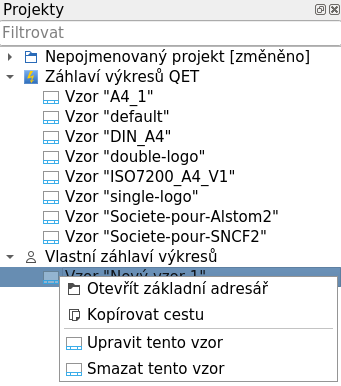 Projekty
Filtrovat
Nepojmenovaný projekt [změněno]
Záhlaví výkresů QET
Vzor "A4_1"
Vzor "default"
Vzor "DIN_A4"
Vzor "double-logo"
Vzor "ISO7200_A4_V1"
Vzor "single-logo"
Vzor "Societe-pour-Alstom2"
Vzor "Societe-pour-SNCF2"
Vlastní záhlaví výkresů
Vzor "Nový vzor 1"
Otevřít základní adresář
Kopírovat cestu
Upravit tento vzor
Smazat tento vzor